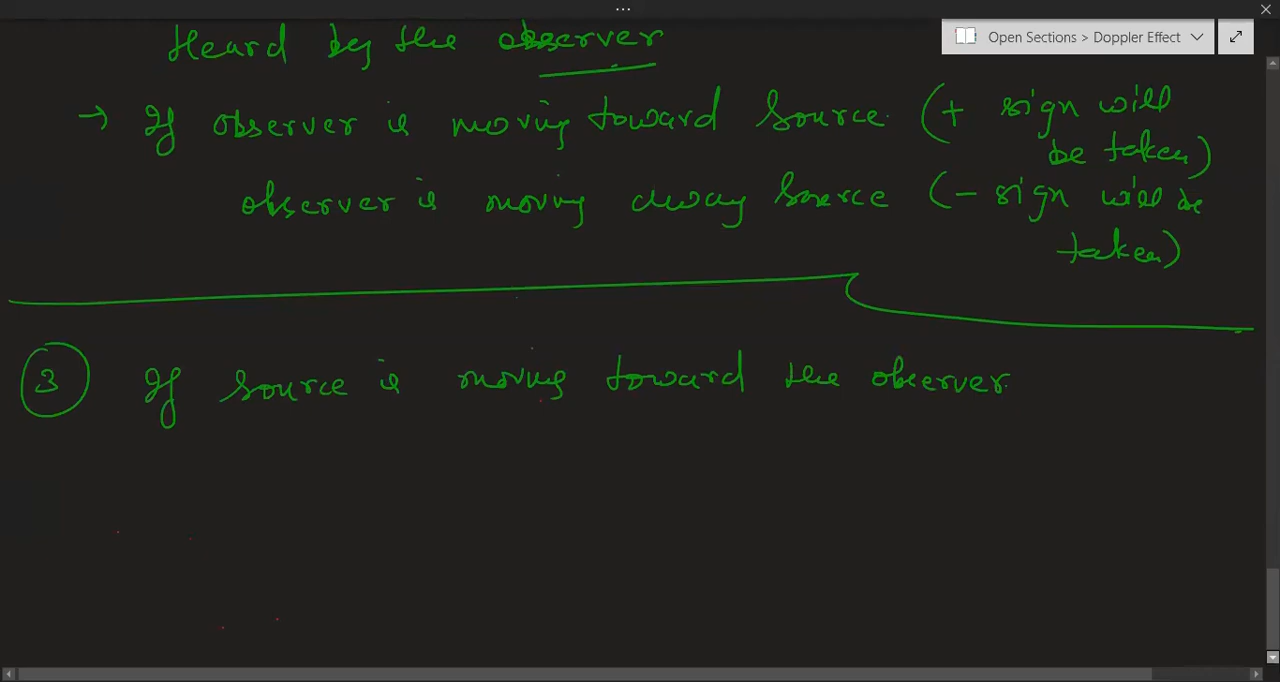 ...
Open Sections > Doppler Effect
Heard by the observer
→ If observer is moving toward source (+ sign will be taken)
observer is moving away source (- sign will be taken)
3 If source is moving toward the observer.